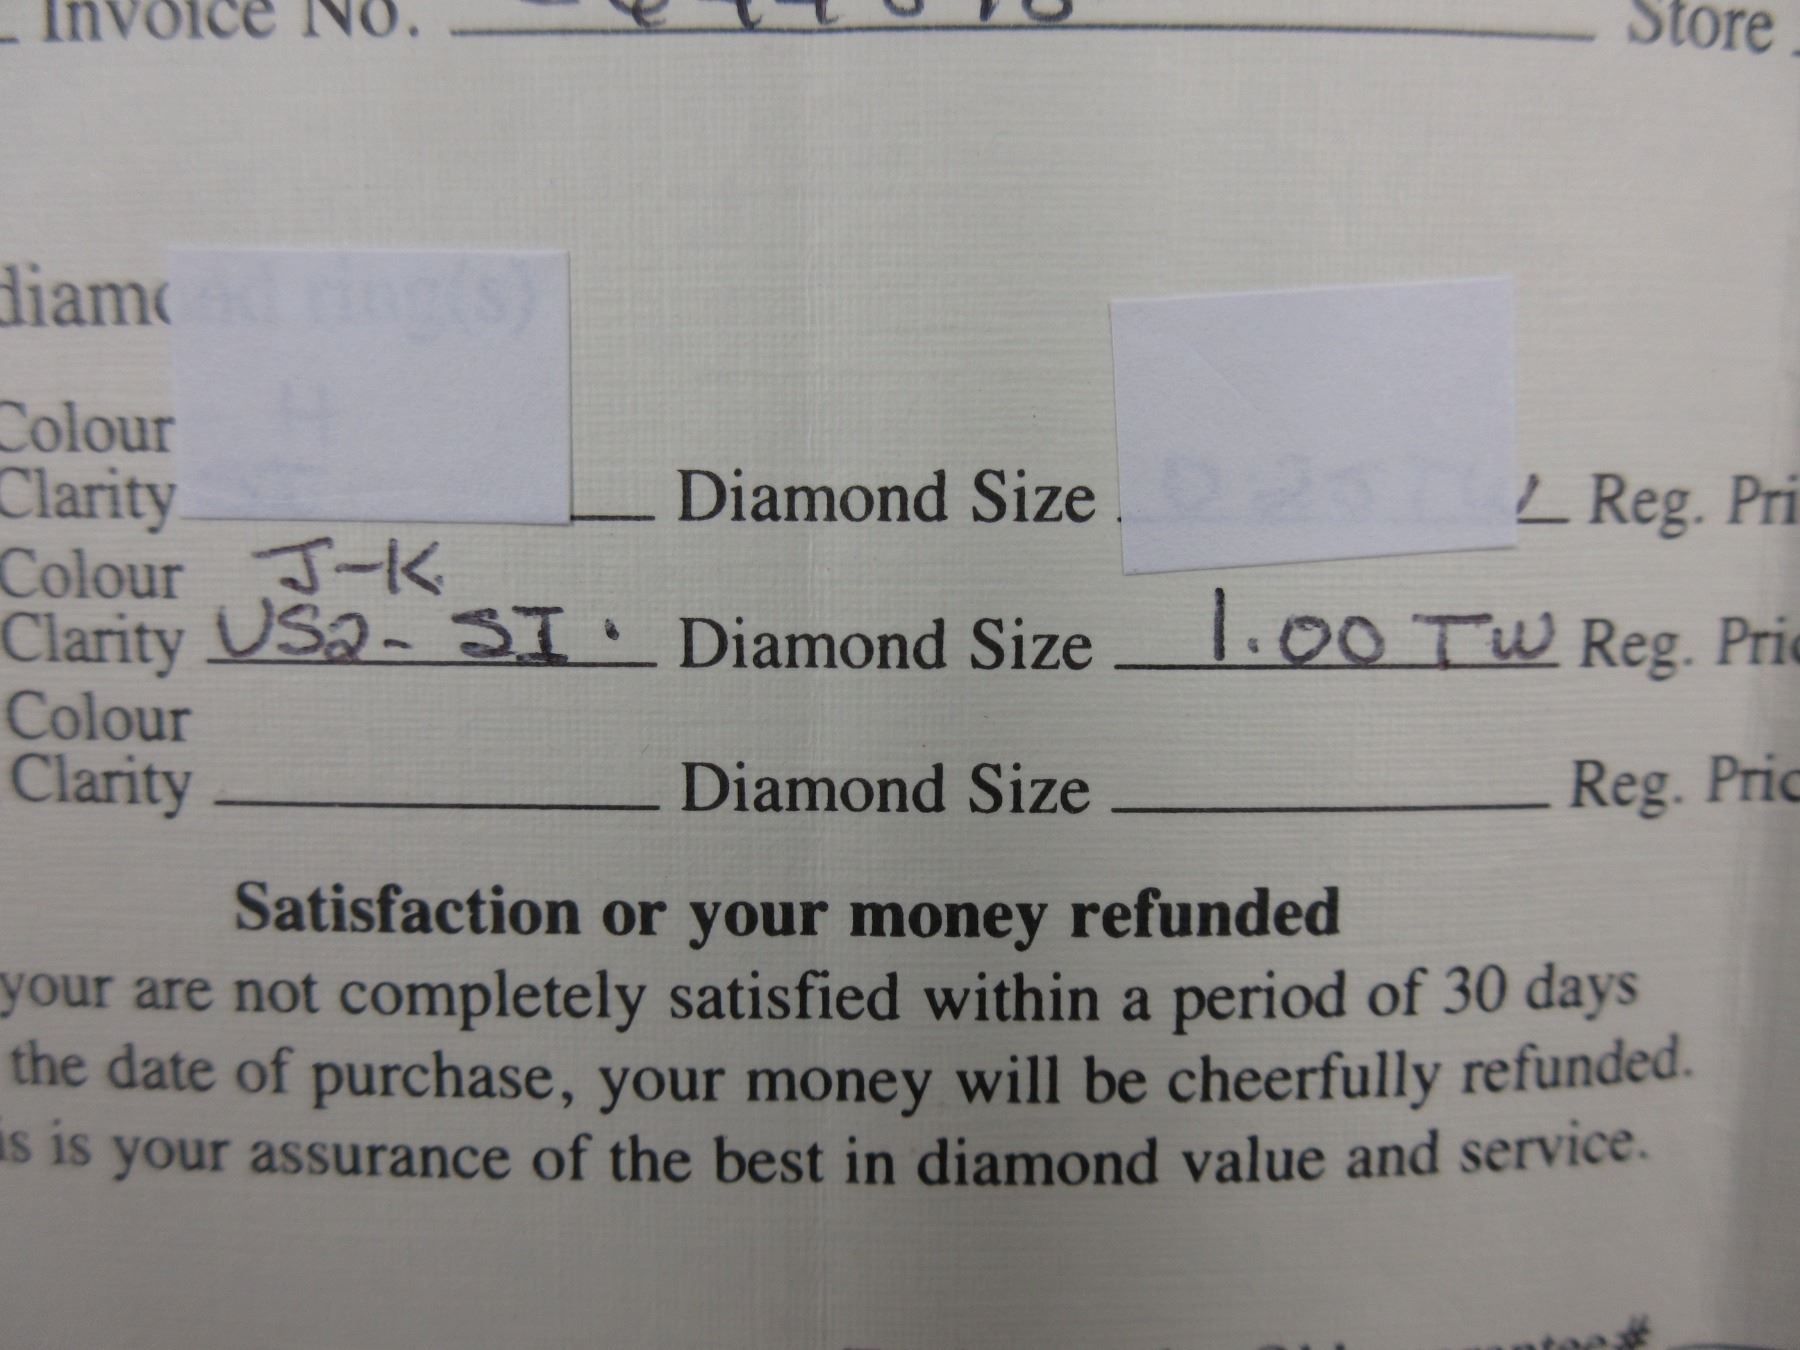 Invoice No. Store
diamond ring(s)
Colour
Clarity Diamond Size Reg. Pri
Colour J-K
Clarity VS2- SI. Diamond Size 1.00 TW Reg. Pric
Colour
Clarity Diamond Size Reg. Pric
Satisfaction or your money refunded
your are not completely satisfied within a period of 30 days
the date of purchase, your money will be cheerfully refunded.
is is your assurance of the best in diamond value and service.